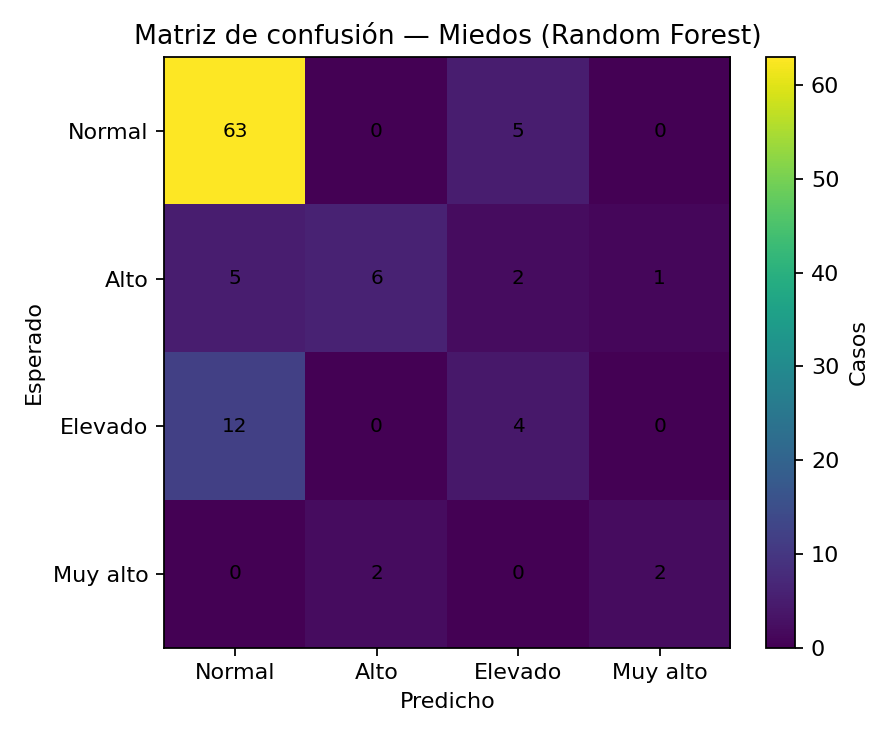 Matriz de confusión — Miedos (Random Forest)
Esperado
Normal 63 0 5 0
Alto 5 6 2 1
Elevado 12 0 4 0
Muy alto 0 2 0 2
Normal Alto Elevado Muy alto
Predicho
60
50
40
30
20
10
0
Casos